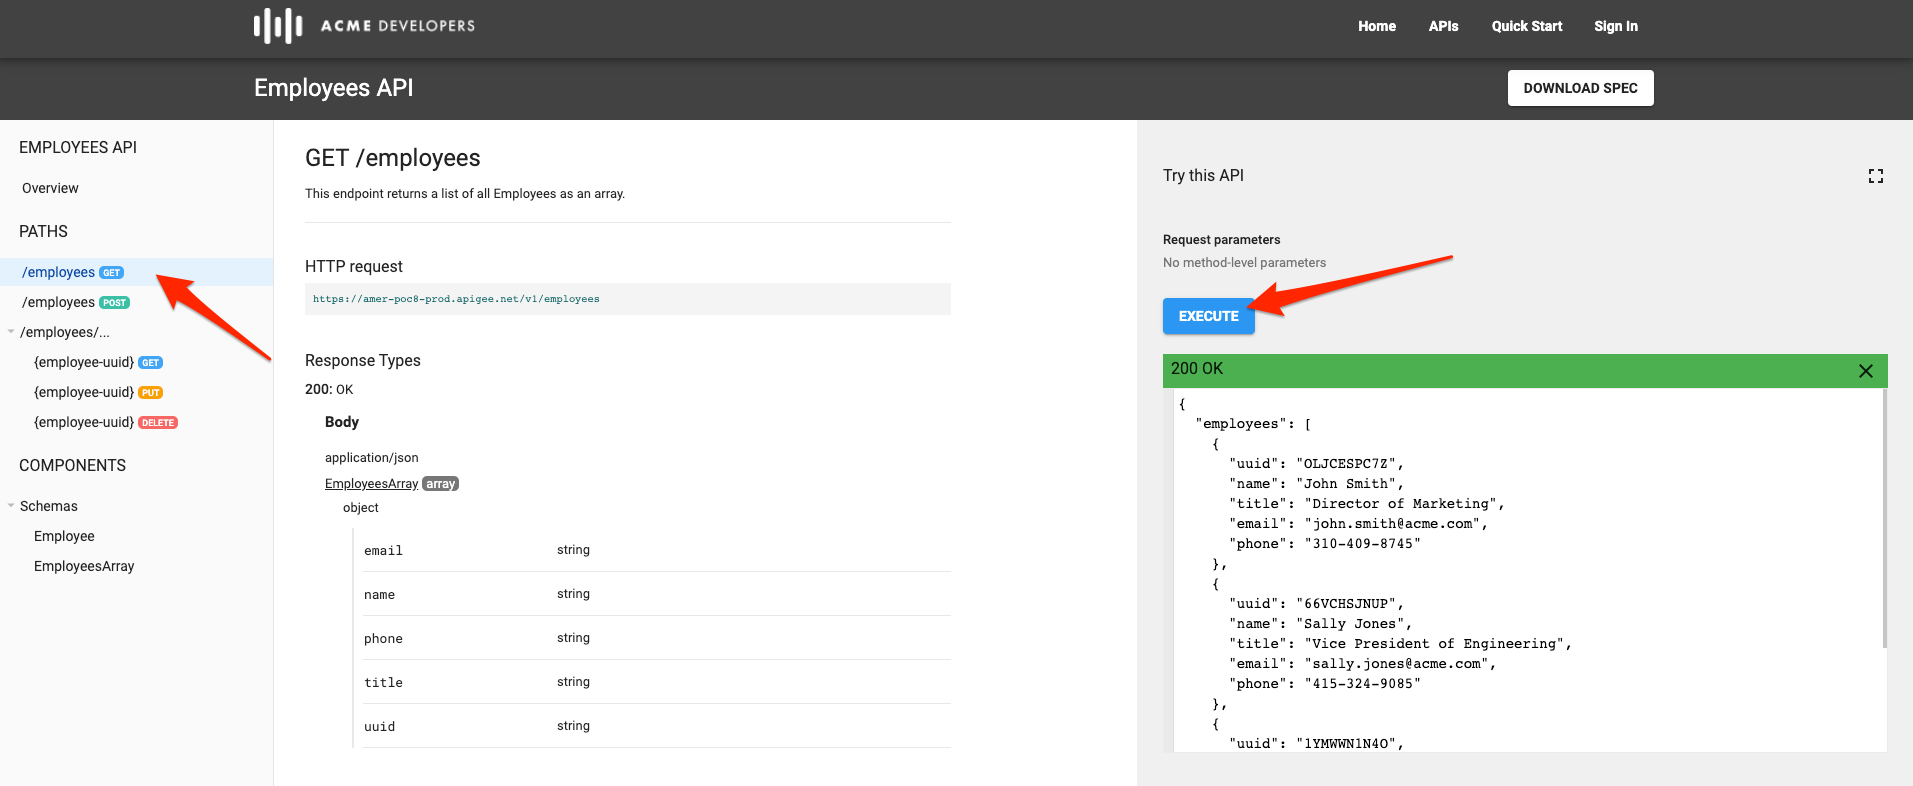 ACME DEVELOPERS
Home APIs Quick Start Sign In
Employees API
DOWNLOAD SPEC
EMPLOYEES API
Overview
PATHS
/employees GET
/employees POST
/employees/...
{employee-uuid} GET
{employee-uuid} PUT
{employee-uuid} DELETE
COMPONENTS
Schemas
Employee
EmployeesArray
GET /employees
This endpoint returns a list of all Employees as an array.
HTTP request
https://amer-poc8-prod.apigee.net/v1/employees
Response Types
200: OK
Body
application/json
EmployeesArray array
object
email string
name string
phone string
title string
uuid string
Try this API
Request parameters
No method-level parameters
EXECUTE
200 OK
{
"employees": [
{
"uuid": "OLJCESPC7Z",
"name": "John Smith",
"title": "Director of Marketing",
"email": "john.smith@acme.com",
"phone": "310-409-8745"
},
{
"uuid": "66VCHSJNUP",
"name": "Sally Jones",
"title": "Vice President of Engineering",
"email": "sally.jones@acme.com",
"phone": "415-324-9085"
},
{
"uuid": "1YMWWN1N4O",